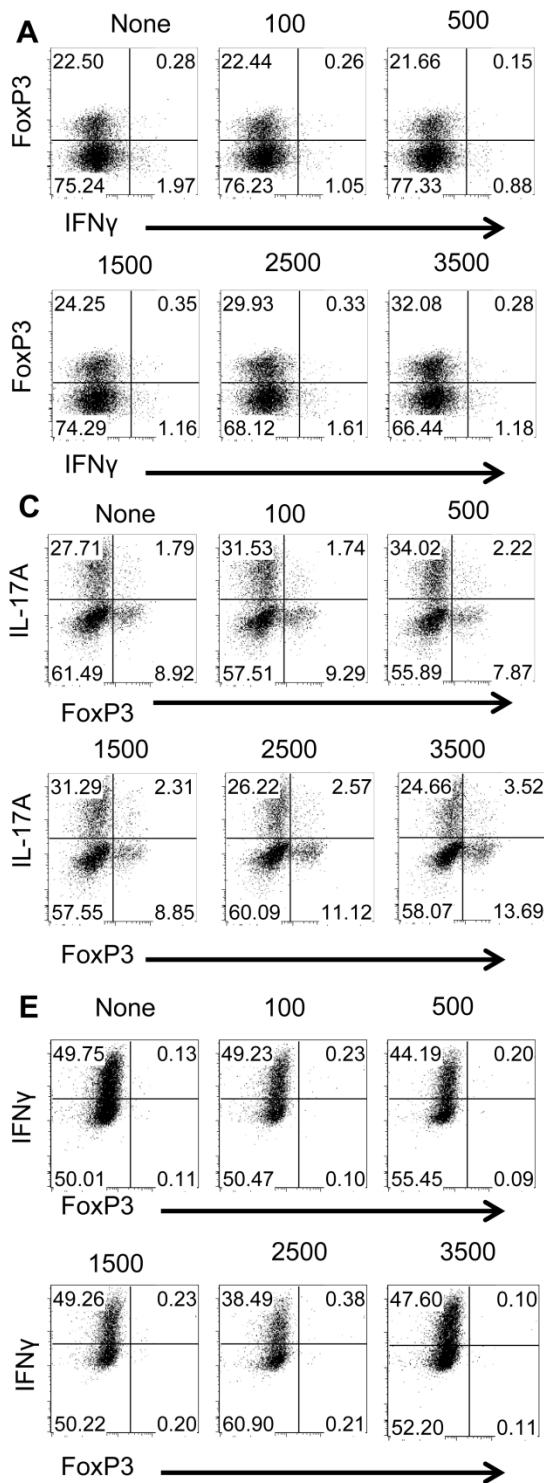 A
None 100 500
FoxP3
22.50 0.28 22.44 0.26 21.66 0.15
75.24 1.97 76.23 1.05 77.33 0.88
IFNγ
1500 2500 3500
FoxP3
24.25 0.35 29.93 0.33 32.08 0.28
74.29 1.16 68.12 1.61 66.44 1.18
IFNγ
C
None 100 500
IL-17A
27.71 1.79 31.53 1.74 34.02 2.22
61.49 8.92 57.51 9.29 55.89 7.87
FoxP3
1500 2500 3500
IL-17A
31.29 2.31 26.22 2.57 24.66 3.52
57.55 8.85 60.09 11.12 58.07 13.69
FoxP3
E
None 100 500
IFNγ
49.75 0.13 49.23 0.23 44.19 0.20
50.01 0.11 50.47 0.10 55.45 0.09
FoxP3
1500 2500 3500
IFNγ
49.26 0.23 38.49 0.38 47.60 0.10
50.22 0.20 60.90 0.21 52.20 0.11
FoxP3